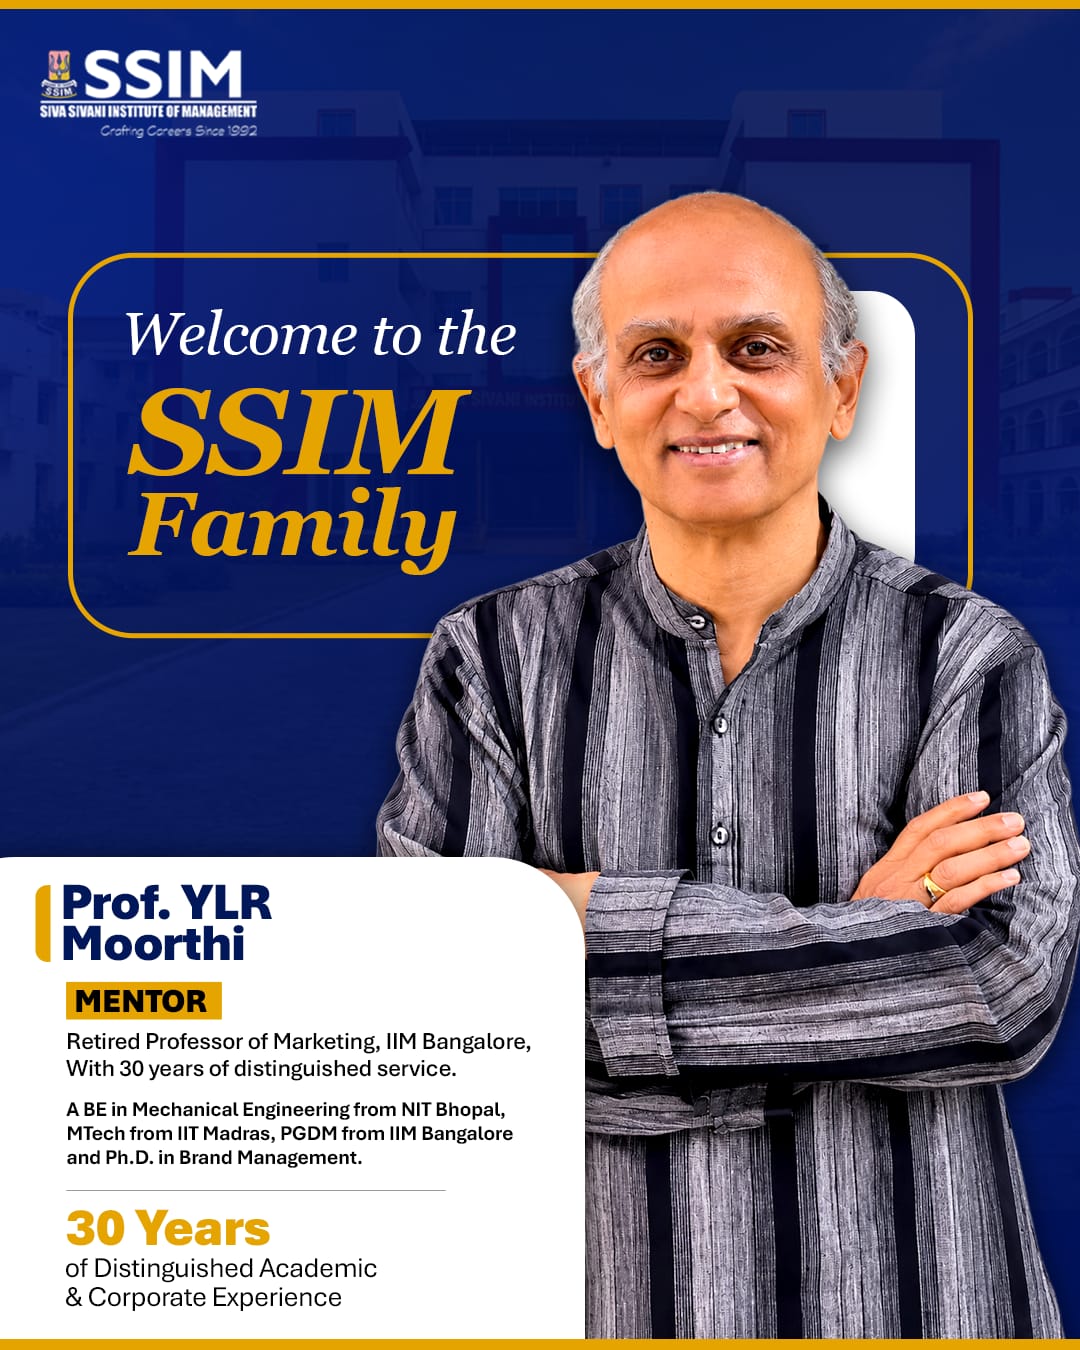 SSIM
SSIM
SIVA SIVANI INSTITUTE OF MANAGEMENT
Crafting Careers Since 1992
Welcome to the
SSIM
Family
SIVANI INSTITU
Prof. YLR
Moorthi
MENTOR
Retired Professor of Marketing, IIM Bangalore,
With 30 years of distinguished service.
A BE in Mechanical Engineering from NIT Bhopal,
MTech from IIT Madras, PGDM from IIM Bangalore
and Ph.D. in Brand Management.
30 Years
of Distinguished Academic
& Corporate Experience